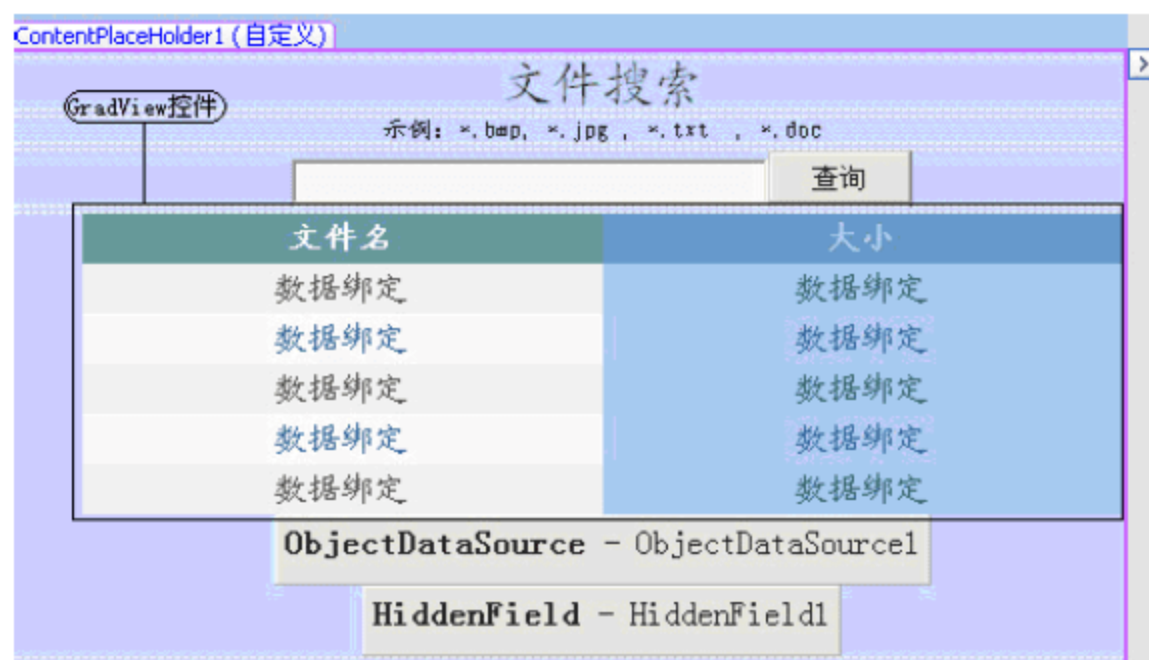 ContentPlaceHolder1 (自定义)
文件搜索
GradView控件
示例：*.bmp, *.jpg , *.txt , *.doc
查询
文件名 大小
数据绑定 数据绑定
数据绑定 数据绑定
数据绑定 数据绑定
数据绑定 数据绑定
数据绑定 数据绑定
ObjectDataSource - ObjectDataSource1
HiddenField - HiddenField1